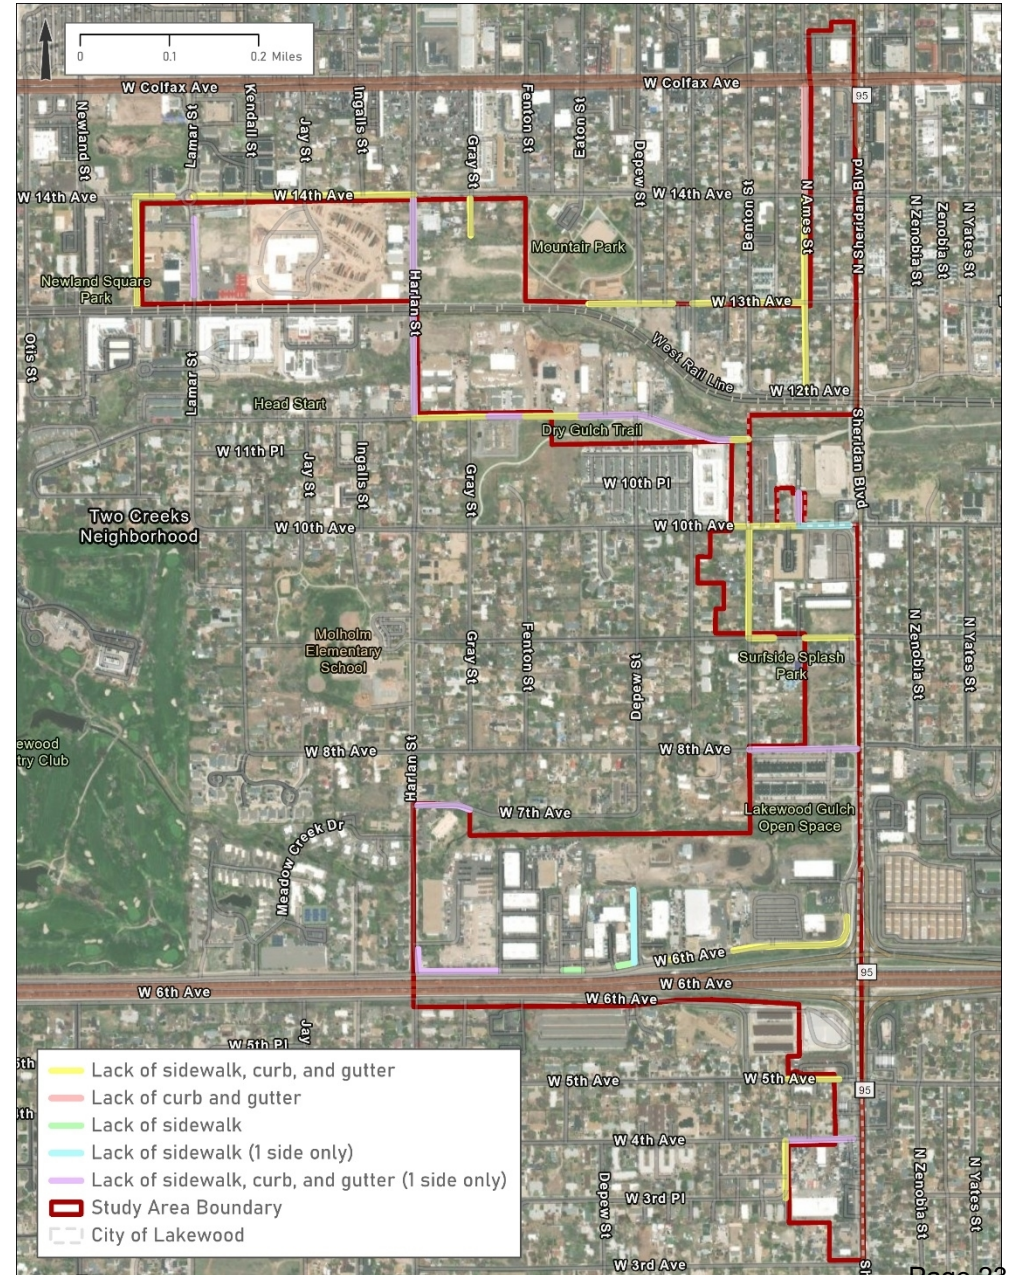 0 0.1 0.2 Miles
W Colfax Ave
W Colfax Ave
95
Newland St
Lamar St
Kendall St
Jay St
Ingalls St
Gray St
Fenton St
Eaton St
Depew St
Benton St
N Ames St
N Sheridan Blvd
N Zenobia St
Zenobia St
N Yates St
W 14th Ave
W 14th Ave
W 14th Ave
Mountair Park
Newland Square
Park
Harlan St
W 13th Ave
West Rail Line
Otis St
Lamar St
Head Start
W 12th Ave
Dry Gulch Trail
Sheridan Blvd
W 11th Pl
Jay St
Ingalls St
Gray St
W 10th Pl
Two Creeks
Neighborhood
W 10th Ave
W 10th Ave
Molholm
Elementary
School
Gray St
Fenton St
Depew St
Surfside Splash
Park
N Zenobia St
N Yates St
ewood
try Club
W 8th Ave
W 8th Ave
Harlan St
W 7th Ave
Lakewood Gulch
Open Space
Meadow Creek Dr
W 6th Ave
W 6th Ave
W 6th Ave
W 6th Ave
95
Jay
W 5th Pl
5th
W 5th Ave
W 5th Ave
95
4th
W 4th Ave
Depew St
W 3rd Pl
N Zenobia St
N Yates St
W 3rd Ave
Lack of sidewalk, curb, and gutter
Lack of curb and gutter
Lack of sidewalk
Lack of sidewalk (1 side only)
Lack of sidewalk, curb, and gutter (1 side only)
Study Area Boundary
City of Lakewood